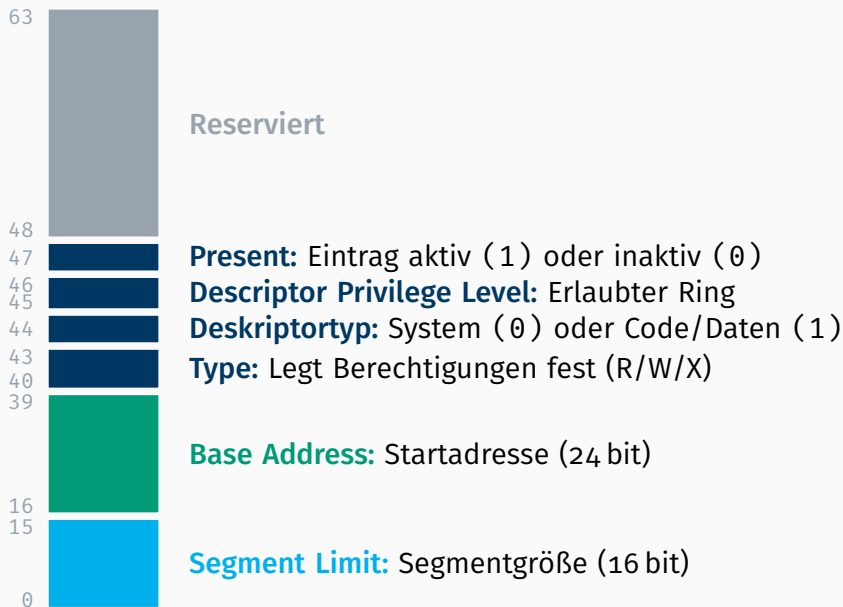 63
Reserviert
48
47 Present: Eintrag aktiv (1) oder inaktiv (0)
46
45 Descriptor Privilege Level: Erlaubter Ring
44 Deskriptortyp: System (0) oder Code/Daten (1)
43
40 Type: Legt Berechtigungen fest (R/W/X)
39
Base Address: Startadresse (24 bit)
16
15
Segment Limit: Segmentgröße (16 bit)
0